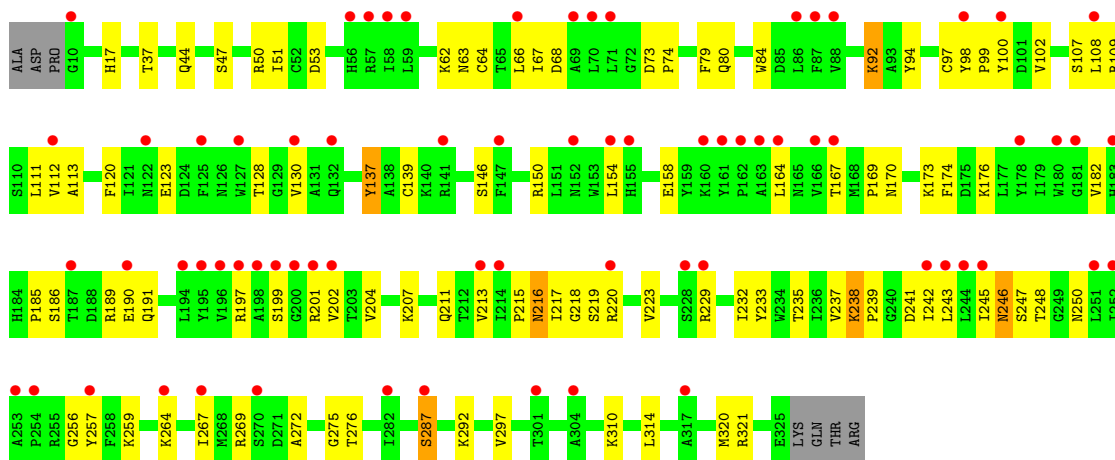 ALA ASP PRO G10 H17 T37 Q44 S47 R50 I51 C52 D53 H56 R57 I58 L59 K62 N63 C64 T65 L66 I67 D68 A69 L70 L71 G72 D73 P74 F79 Q80 W84 D85 L86 F87 V88 K92 A93 Y94 C97 Y98 P99 Y100 D101 V102 S107 L108 R109
S110 L111 V112 A113 F120 I121 N122 E123 D124 F125 N126 W127 T128 G129 V130 A131 Q132 Y137 A138 C139 K140 R141 S146 F147 R150 L151 N152 W153 L154 H155 E158 Y159 K160 Y161 P162 A163 L164 N165 V166 T167 M168 P169 N170 K173 F174 D175 K176 L177 Y178 I179 W180 G181 V182 H183
H184 P185 S186 T187 D188 R189 E190 Q191 L194 Y195 V196 R197 A198 S199 G200 R201 V202 T203 V204 K207 Q211 T212 V213 I214 P215 N216 I217 G218 S219 R220 V223 S228 R229 I232 Y233 W234 T235 I236 V237 K238 P239 G240 D241 I242 L243 L244 I245 N246 S247 T248 G249 N250 L251 I252
A253 P254 R255 G256 Y257 F258 K259 K264 I267 M268 R269 S270 D271 A272 G275 T276 I282 S287 K292 V297 T301 A304 K310 L314 A317 M320 R321 E325 LYS GLN THR ARG